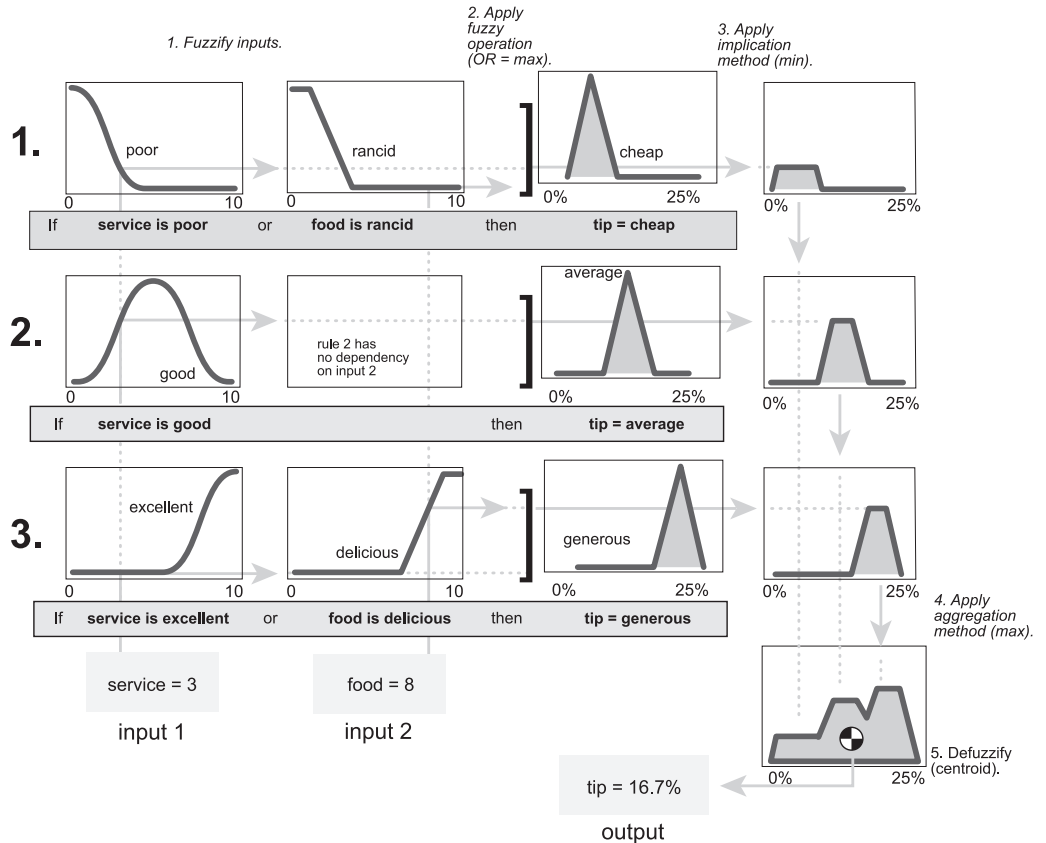 1. Fuzzify inputs.
2. Apply
fuzzy
operation
(OR = max).
3. Apply
implication
method (min).
1.
poor
rancid
cheap
0
10
0
10
0%
25%
0%
25%
If service is poor or food is rancid then tip = cheap
2.
good
rule 2 has
no dependency
on input 2
average
0
10
0%
25%
0%
25%
If service is good then tip = average
3.
excellent
delicious
generous
0
10
0
10
0%
25%
0%
25%
If service is excellent or food is delicious then tip = generous
4. Apply
aggregation
method (max).
service = 3
food = 8
input 1
input 2
0%
25%
5. Defuzzify
(centroid).
tip = 16.7%
output